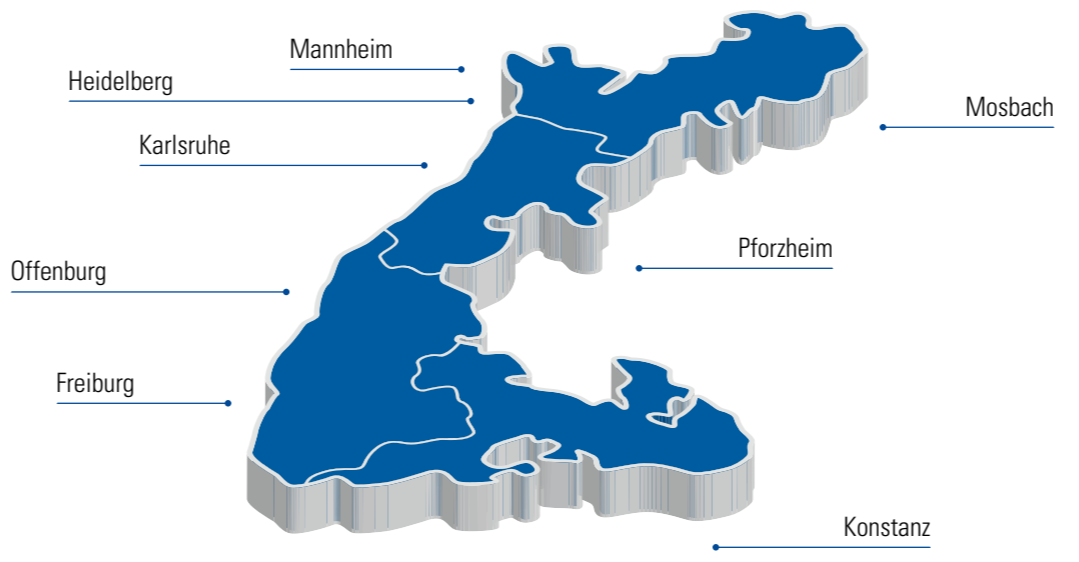 Mannheim
Heidelberg
Mosbach
Karlsruhe
Pforzheim
Offenburg
Freiburg
Konstanz